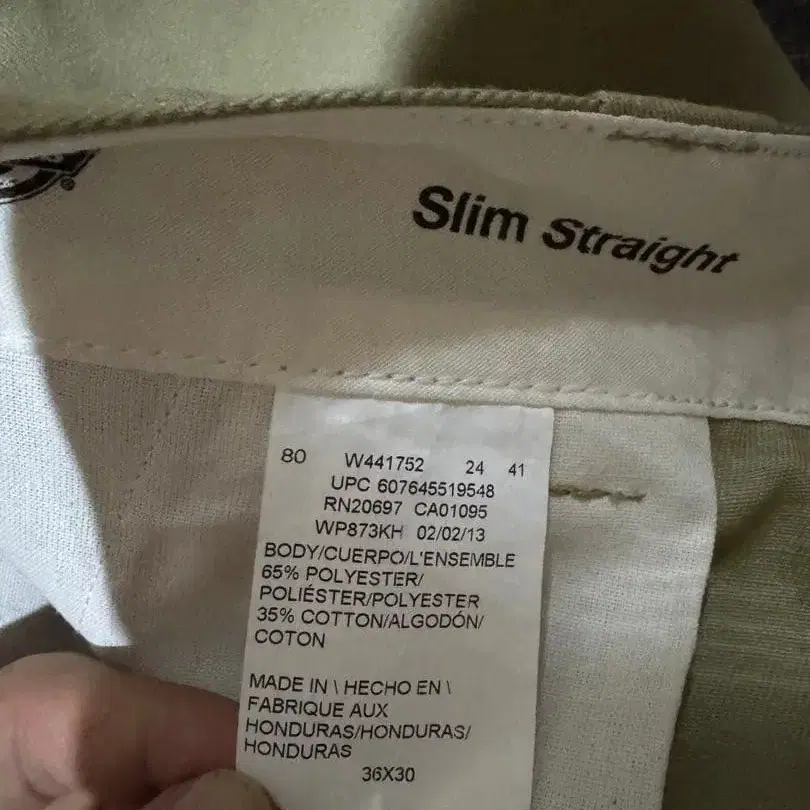 ®
Slim Straight
80 W441752 24 41
UPC 607645519548
RN20697 CA01095
WP873KH 02/02/13
BODY/CUERPO/L'ENSEMBLE
65% POLYESTER/
POLIÉSTER/POLYESTER
35% COTTON/ALGODÓN/
COTON
MADE IN \ HECHO EN \
FABRIQUE AUX
HONDURAS/HONDURAS/
HONDURAS
36X30